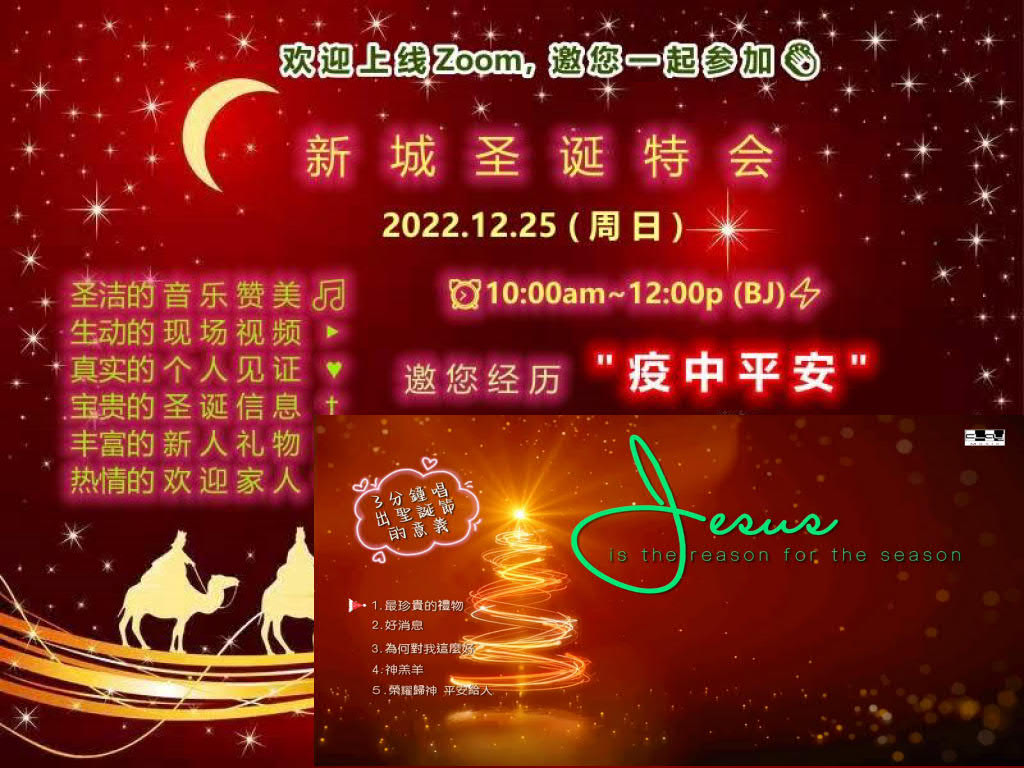 欢迎上线Zoom, 邀您一起参加
新城圣诞特会
2022.12.25 ( 周日 )
10:00am~12:00p (BJ)
邀您经历 "疫中平安"
圣洁的音乐赞美
生动的现场视频
真实的个人见证
宝贵的圣诞信息
丰富的新人礼物
热情的欢迎家人
3分鐘唱
出聖誕節
的意義
Jesus
is the reason for the season
1.最珍貴的禮物
2.好消息
3.為何對我這麼好
4.神羔羊
5.榮耀歸神 平安給人